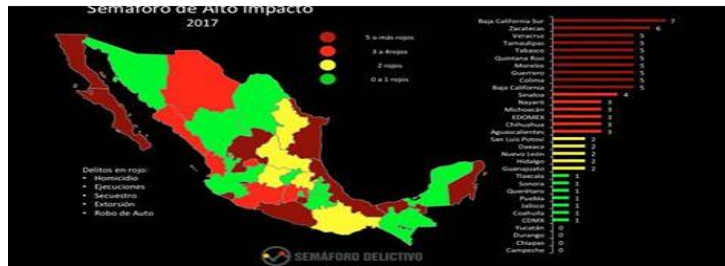 Semáforo de Alto Impacto
2017
5 o más rojos
3 a 4rojos
2 rojos
0 a 1 rojos
Delitos en rojo:
• Homicidio
• Ejecuciones
• Secuestro
• Extorsión
• Robo de Auto
Baja California Sur 7
Zacatecas 6
Veracruz 5
Tamaulipas 5
Tabasco 5
Quintana Roo 5
Morelos 5
Guerrero 5
Colima 5
Baja California 5
Sinaloa 4
Nayarit 3
Michoacán 3
EDOMEX 3
Chihuahua 3
Aguascalientes 3
San Luis Potosí 2
Oaxaca 2
Nuevo León 2
Hidalgo 2
Guanajuato 2
Tlaxcala 1
Sonora 1
Querétaro 1
Puebla 1
Jalisco 1
Coahuila 1
CDMX 1
Yucatán 0
Durango 0
Chiapas 0
Campeche 0
SEMÁFORO DELICTIVO